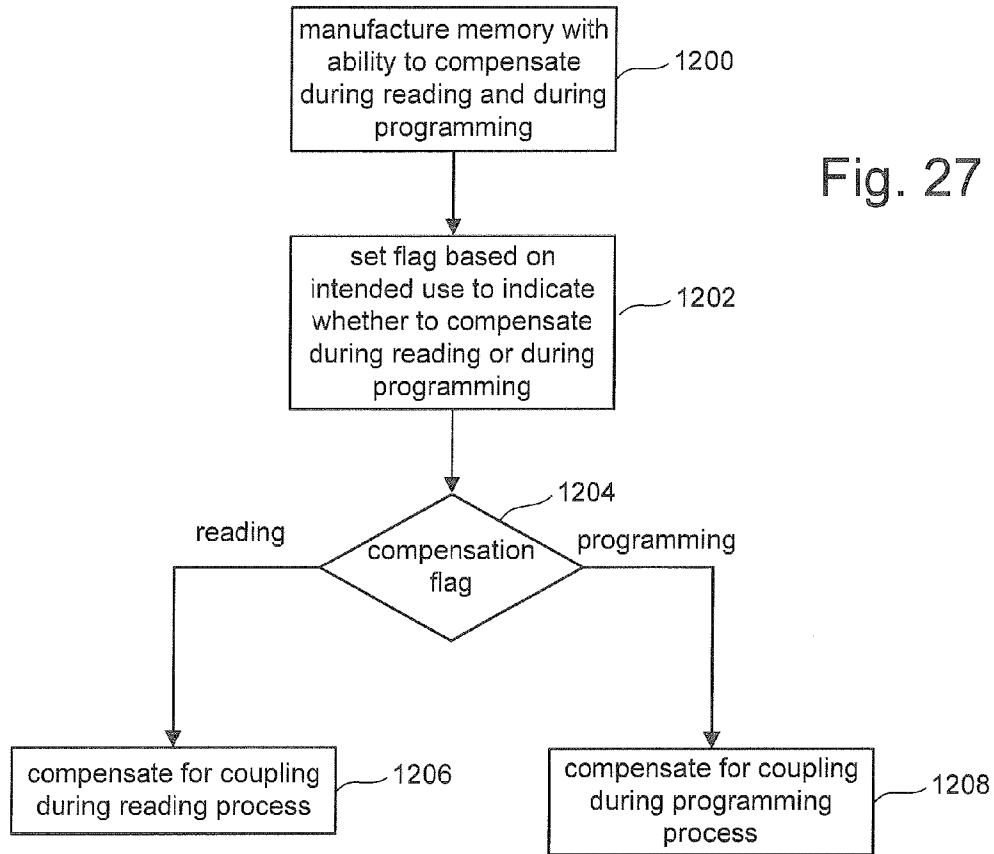 manufacture memory with
ability to compensate
during reading and during
programming
1200
Fig. 27
set flag based on
intended use to indicate
whether to compensate
during reading or during
programming
1202
1204
reading
compensation
flag
programming
compensate for coupling
during reading process
1206
compensate for coupling
during programming
process
1208